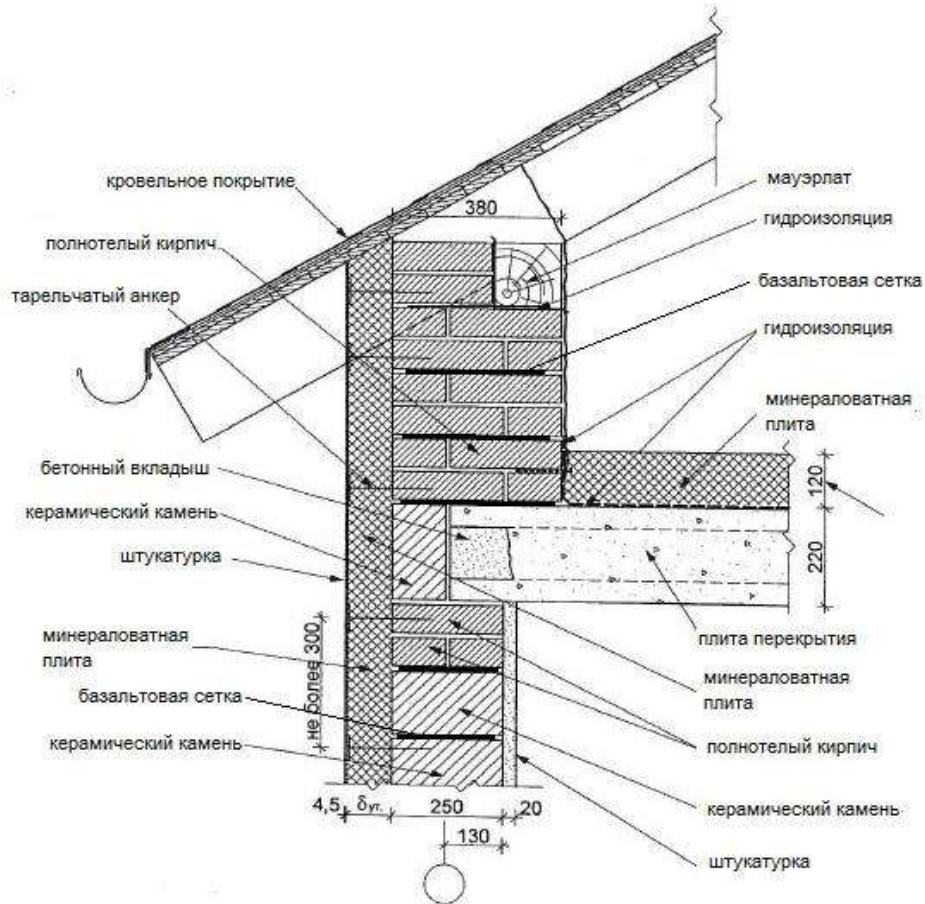 кровельное покрытие
полнотелый кирпич
тарельчатый анкер
бетонный вкладыш
керамический камень
штукатурка
минераловатная
плита
базальтовая сетка
керамический камень
не более 300
380
мауэрлат
гидроизоляция
базальтовая сетка
гидроизоляция
минераловатная
плита
120
220
плита перекрытия
минераловатная
плита
полнотелый кирпич
керамический камень
штукатурка
4,5 δут. 250 20
130